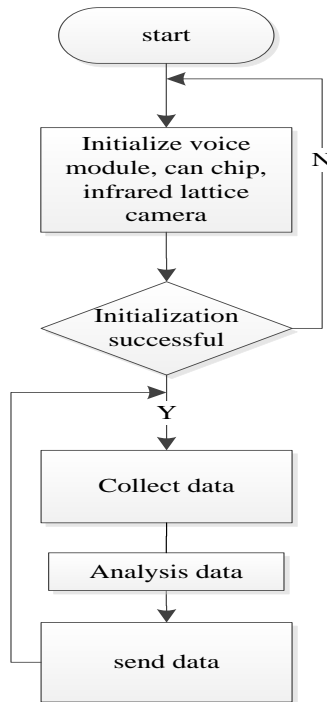 start
Initialize voice
module, can chip,
infrared lattice
camera
N
Initialization
successful
Y
Collect data
Analysis data
send data